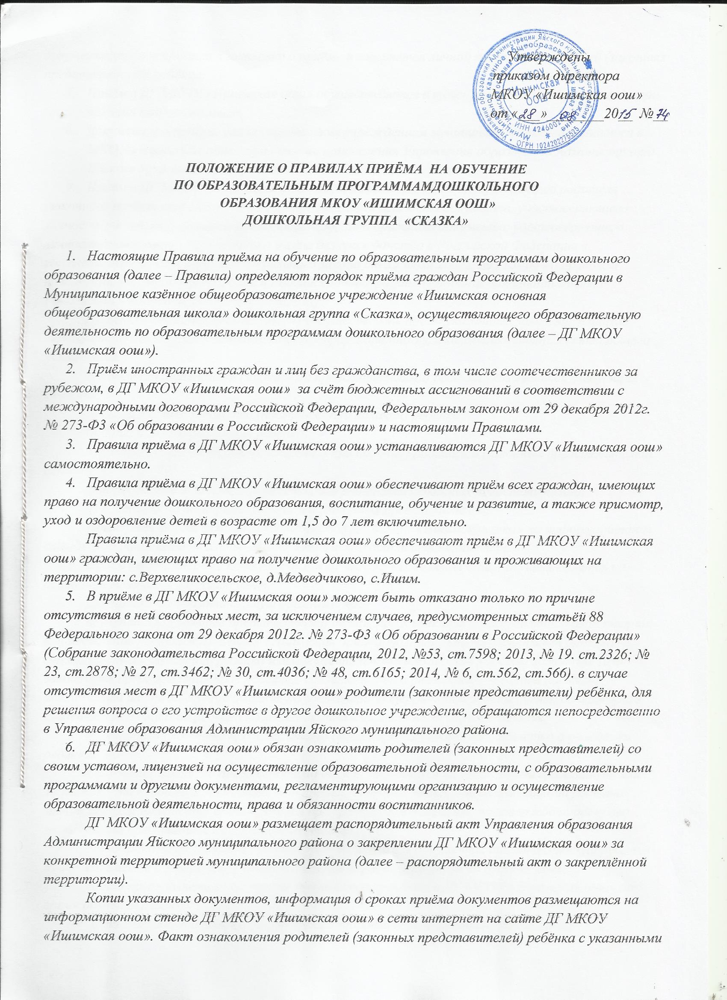 Утверждены
приказом директора
МКОУ «Ишимская оош»
от «28» 08 2015 № 74
ПОЛОЖЕНИЕ О ПРАВИЛАХ ПРИЁМА НА ОБУЧЕНИЕ
ПО ОБРАЗОВАТЕЛЬНЫМ ПРОГРАММАМДОШКОЛЬНОГО
ОБРАЗОВАНИЯ МКОУ «ИШИМСКАЯ ООШ»
ДОШКОЛЬНАЯ ГРУППА «СКАЗКА»
1. Настоящие Правила приёма на обучение по образовательным программам дошкольного
образования (далее – Правила) определяют порядок приёма граждан Российской Федерации в
Муниципальное казённое общеобразовательное учреждение «Ишимская основная
общеобразовательная школа» дошкольная группа «Сказка», осуществляющего образовательную
деятельность по образовательным программам дошкольного образования (далее – ДГ МКОУ
«Ишимская оош»).
2. Приём иностранных граждан и лиц без гражданства, в том числе соотечественников за
рубежом, в ДГ МКОУ «Ишимская оош» за счёт бюджетных ассигнований в соответствии с
международными договорами Российской Федерации, Федеральным законом от 29 декабря 2012г.
№ 273-ФЗ «Об образовании в Российской Федерации» и настоящими Правилами.
3. Правила приёма в ДГ МКОУ «Ишимская оош» устанавливаются ДГ МКОУ «Ишимская оош»
самостоятельно.
4. Правила приёма в ДГ МКОУ «Ишимская оош» обеспечивают приём всех граждан, имеющих
право на получение дошкольного образования, воспитание, обучение и развитие, а также присмотр,
уход и оздоровление детей в возрасте от 1,5 до 7 лет включительно.
Правила приёма в ДГ МКОУ «Ишимская оош» обеспечивают приём в ДГ МКОУ «Ишимская
оош» граждан, имеющих право на получение дошкольного образования и проживающих на
территории: с.Верхвеликосельское, д.Медведчиково, с.Ишим.
5. В приёме в ДГ МКОУ «Ишимская оош» может быть отказано только по причине
отсутствия в ней свободных мест, за исключением случаев, предусмотренных статьёй 88
Федерального закона от 29 декабря 2012г. № 273-ФЗ «Об образовании в Российской Федерации»
(Собрание законодательства Российской Федерации, 2012, №53, ст.7598; 2013, № 19. ст.2326; №
23, ст.2878; № 27, ст.3462; № 30, ст.4036; № 48, ст.6165; 2014, № 6, ст.562, ст.566). в случае
отсутствия мест в ДГ МКОУ «Ишимская оош» родители (законные представители) ребёнка, для
решения вопроса о его устройстве в другое дошкольное учреждение, обращаются непосредственно
в Управление образования Администрации Яйского муниципального района.
6. ДГ МКОУ «Ишимская оош» обязан ознакомить родителей (законных представителей) со
своим уставом, лицензией на осуществление образовательной деятельности, с образовательными
программами и другими документами, регламентирующими организацию и осуществление
образовательной деятельности, права и обязанности воспитанников.
ДГ МКОУ «Ишимская оош» размещает распорядительный акт Управления образования
Администрации Яйского муниципального района о закреплении ДГ МКОУ «Ишимская оош» за
конкретной территорией муниципального района (далее – распорядительный акт о закреплённой
территории).
Копии указанных документов, информация о сроках приёма документов размещаются на
информационном стенде ДГ МКОУ «Ишимская оош» в сети интернет на сайте ДГ МКОУ
«Ишимская оош». Факт ознакомления родителей (законных представителей) ребёнка с указанными
МКОУ
Ишимская
ООШ
ОГРН 1024202275525